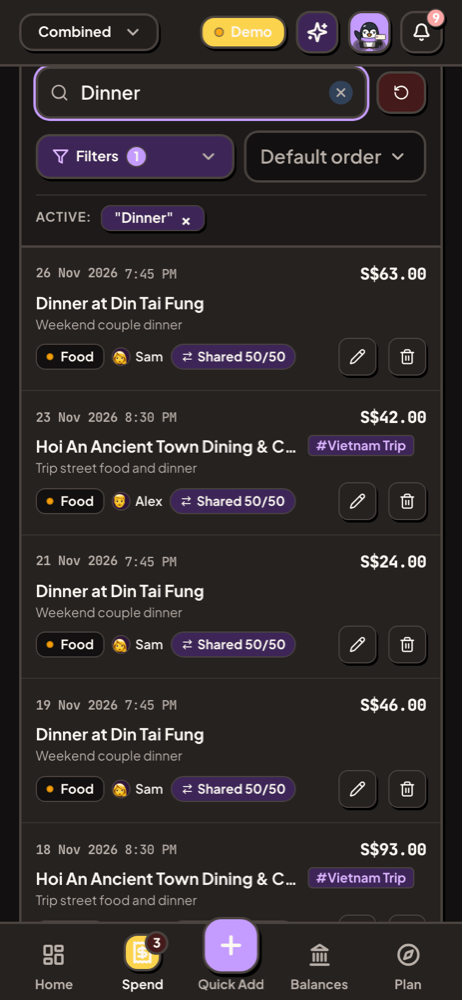 Combined
Demo
9
Dinner
Filters 1
Default order
ACTIVE: "Dinner" ×
26 Nov 2026 7:45 PM S$63.00
Dinner at Din Tai Fung
Weekend couple dinner
Food Sam Shared 50/50
23 Nov 2026 8:30 PM S$42.00
Hoi An Ancient Town Dining & C... #Vietnam Trip
Trip street food and dinner
Food Alex Shared 50/50
21 Nov 2026 7:45 PM S$24.00
Dinner at Din Tai Fung
Weekend couple dinner
Food Sam Shared 50/50
19 Nov 2026 7:45 PM S$46.00
Dinner at Din Tai Fung
Weekend couple dinner
Food Sam Shared 50/50
18 Nov 2026 8:30 PM S$93.00
Hoi An Ancient Town Dining & C... #Vietnam Trip
Trip street food and dinner
3
Home Spend Quick Add Balances Plan